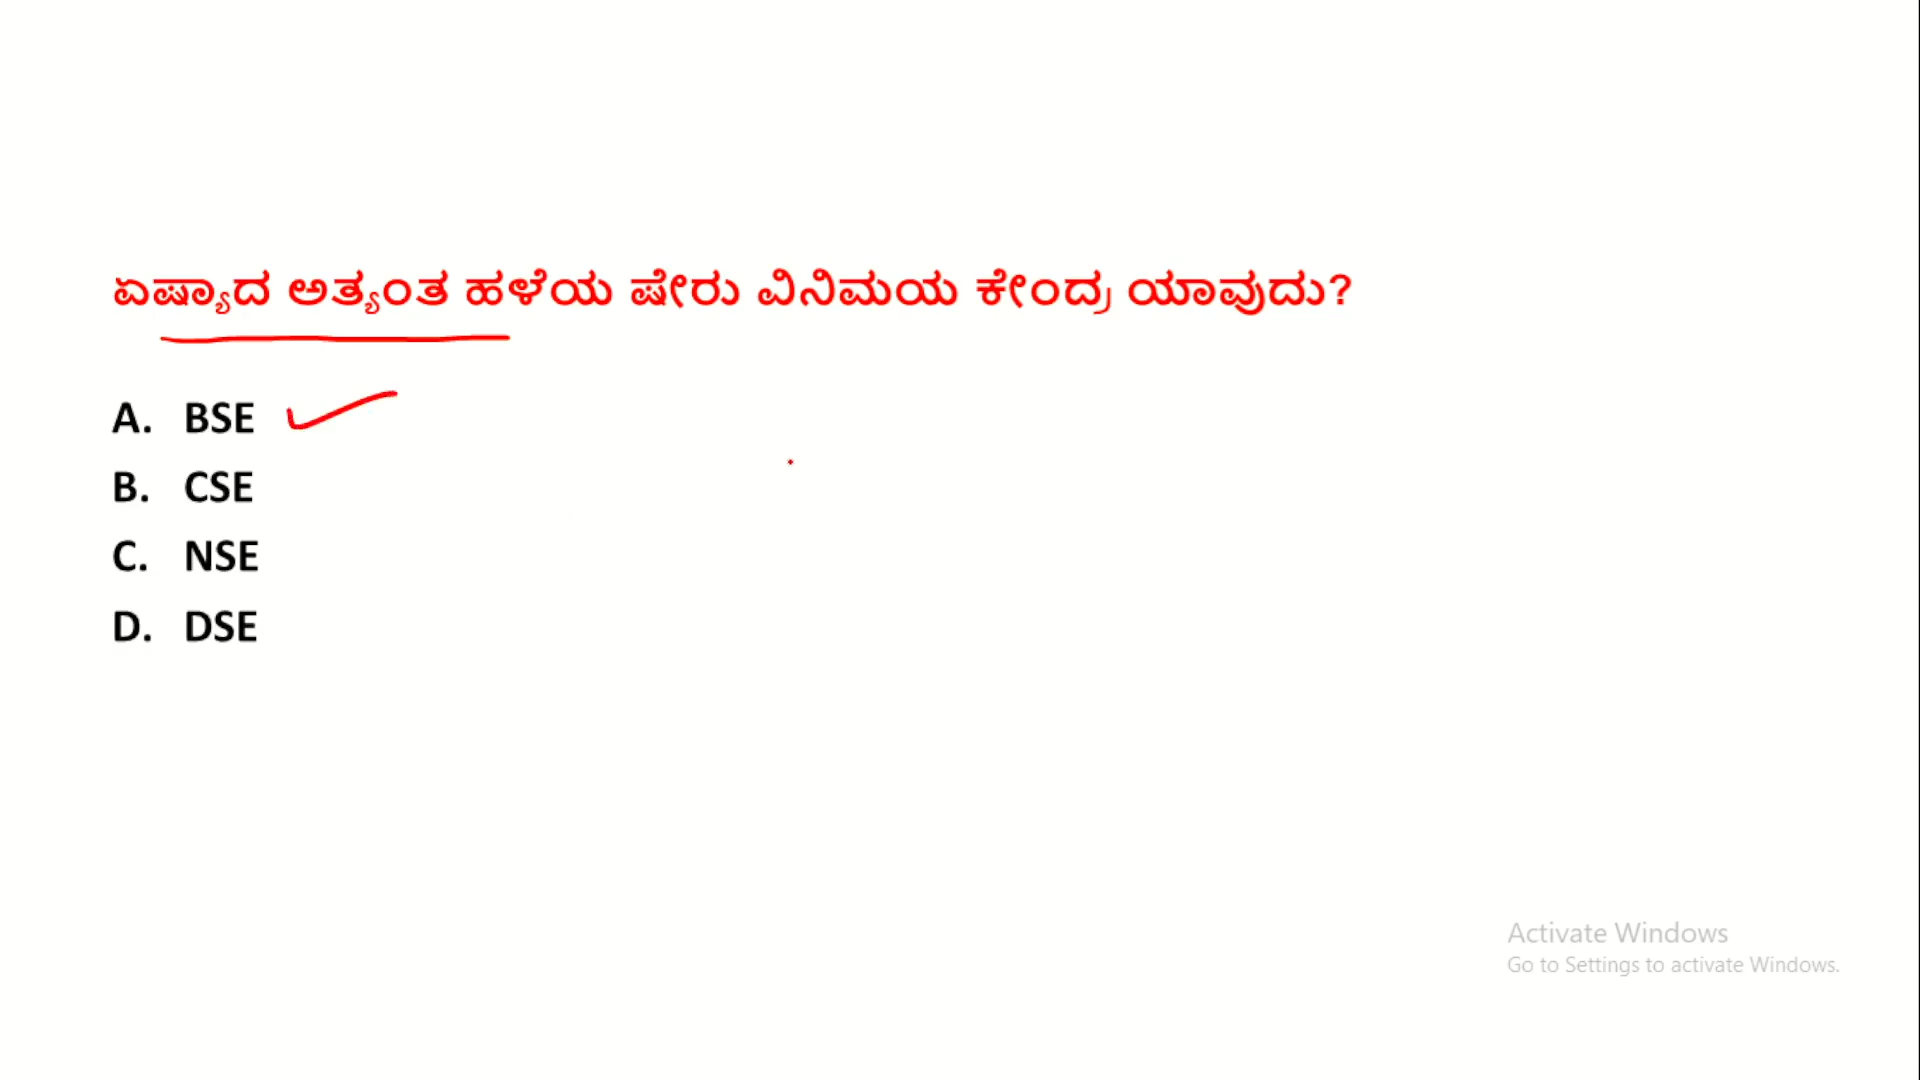 ಏಷ್ಯಾದ ಅತ್ಯಂತ ಹಳೆಯ ಷೇರು ವಿನಿಮಯ ಕೇಂದ್ರ ಯಾವುದು?
A. BSE
B. CSE
C. NSE
D. DSE
Activate Windows
Go to Settings to activate Windows.